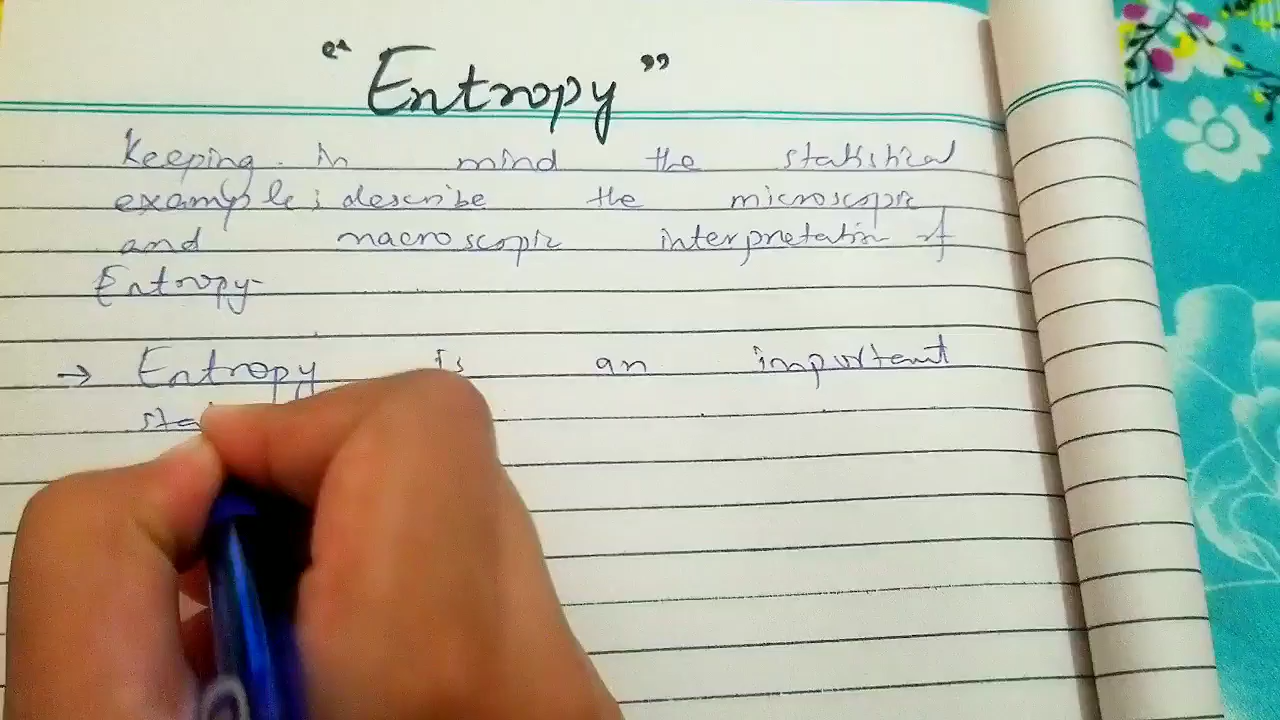 "Entropy"
Keeping in mind the statistical
example; describe the microscopic
and macroscopic interpretation of
Entropy-
→ Entropy is an important
sta